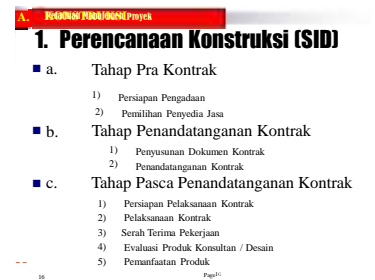 A. Proyek
1. Perencanaan Konstruksi (SID)
a. Tahap Pra Kontrak
1) Persiapan Pengadaan
2) Pemilihan Penyedia Jasa
b. Tahap Penandatanganan Kontrak
1) Penyusunan Dokumen Kontrak
2) Penandatanganan Kontrak
c. Tahap Pasca Penandatanganan Kontrak
1) Persiapan Pelaksanaan Kontrak
2) Pelaksanaan Kontrak
3) Serah Terima Pekerjaan
4) Evaluasi Produk Konsultan / Desain
5) Pemanfaatan Produk
16 Page16